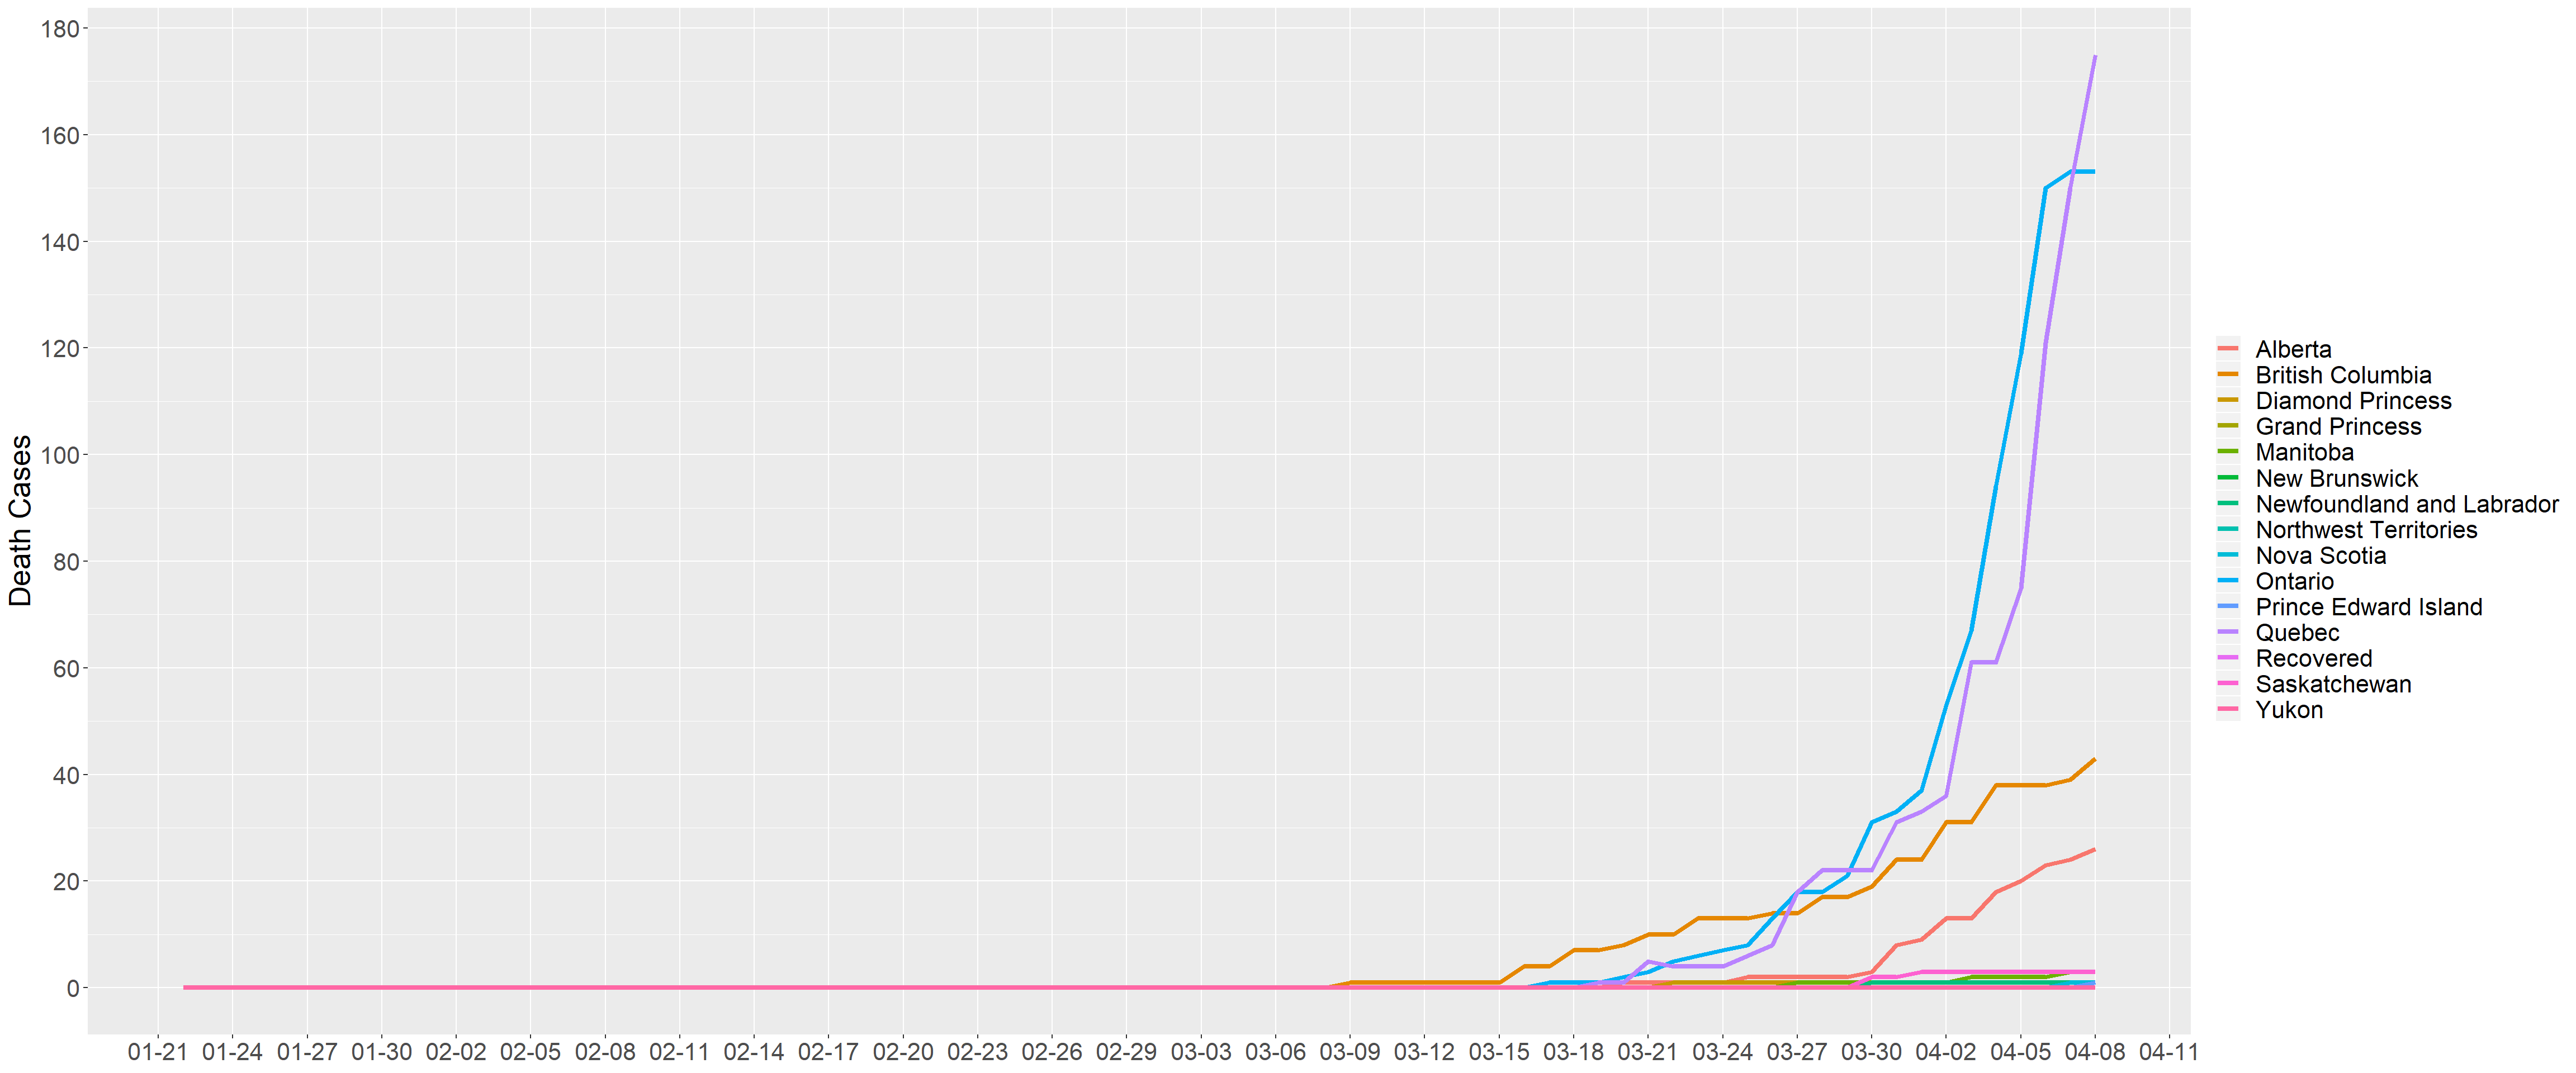 Death Cases
180
160
140
120
100
80
60
40
20
0
01-21 01-24 01-27 01-30 02-02 02-05 02-08 02-11 02-14 02-17 02-20 02-23 02-26 02-29 03-03 03-06 03-09 03-12 03-15 03-18 03-21 03-24 03-27 03-30 04-02 04-05 04-08 04-11
Alberta
British Columbia
Diamond Princess
Grand Princess
Manitoba
New Brunswick
Newfoundland and Labrador
Northwest Territories
Nova Scotia
Ontario
Prince Edward Island
Quebec
Recovered
Saskatchewan
Yukon